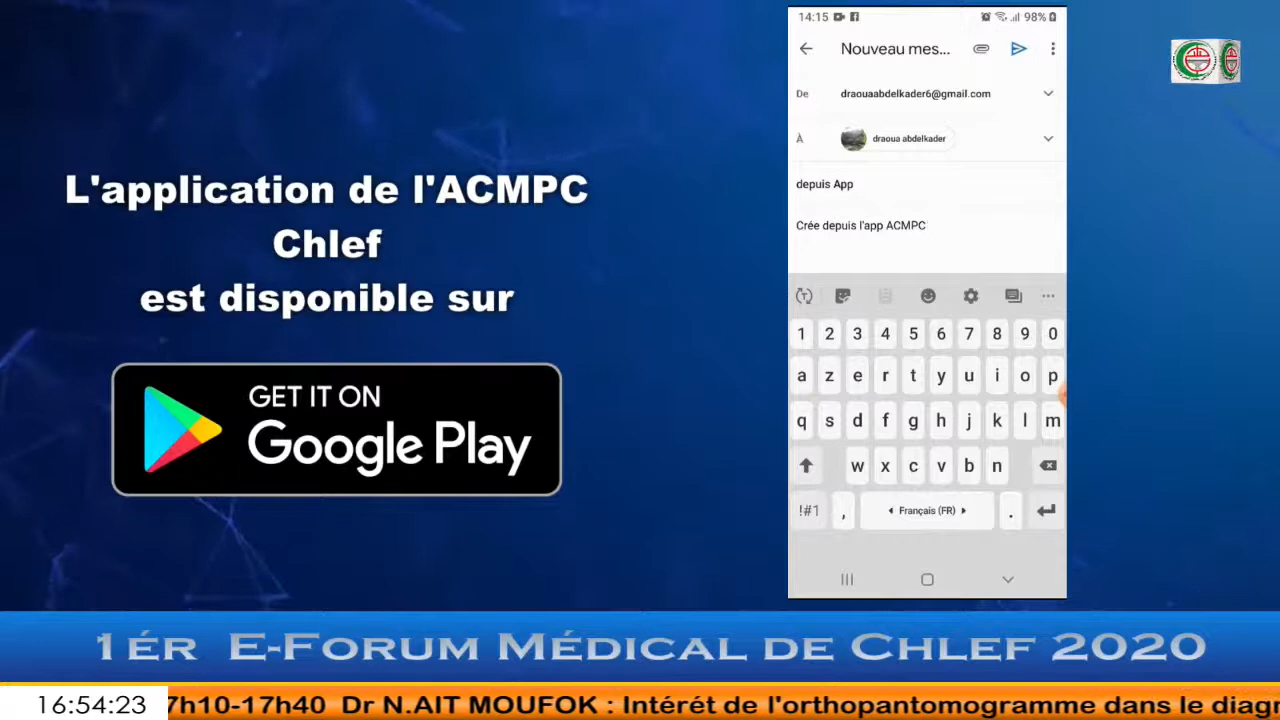 L'application de l'ACMPC
Chlef
est disponible sur
GET IT ON
Google Play
14:15
98%
Nouveau mes...
De
draouaabdelkader6@gmail.com
À
draoua abdelkader
depuis App
Crée depuis l'app ACMPC
1 2 3 4 5 6 7 8 9 0
a z e r t y u i o p
q s d f g h j k l m
w x c v b n
!#1 , Français (FR) .
1ér E-Forum Médical de Chlef 2020
16:54:23
7h10-17h40 Dr N.AIT MOUFOK : Intérêt de l'orthopantomogramme dans le diag